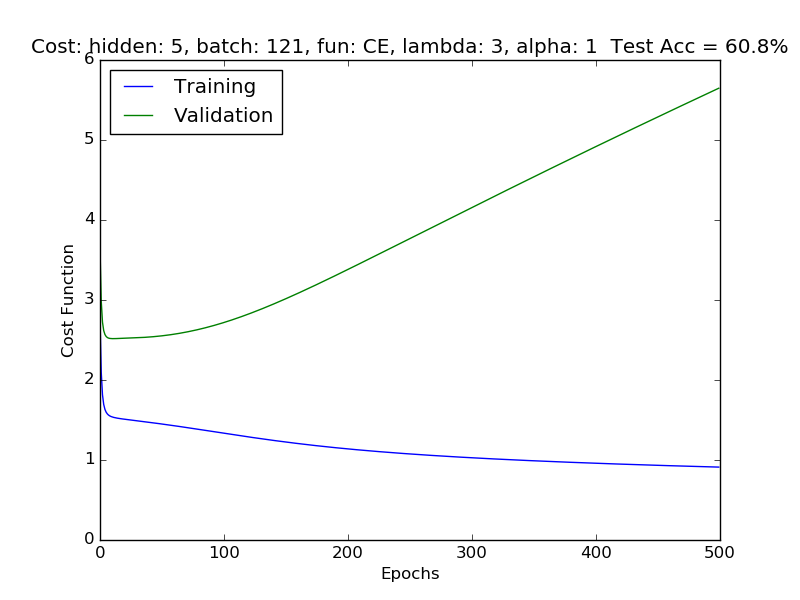 Cost: hidden: 5, batch: 121, fun: CE, lambda: 3, alpha: 1  Test Acc = 60.8%
6
Training
Validation
5
4
3
2
1
0
Cost Function
0 100 200 300 400 500
Epochs